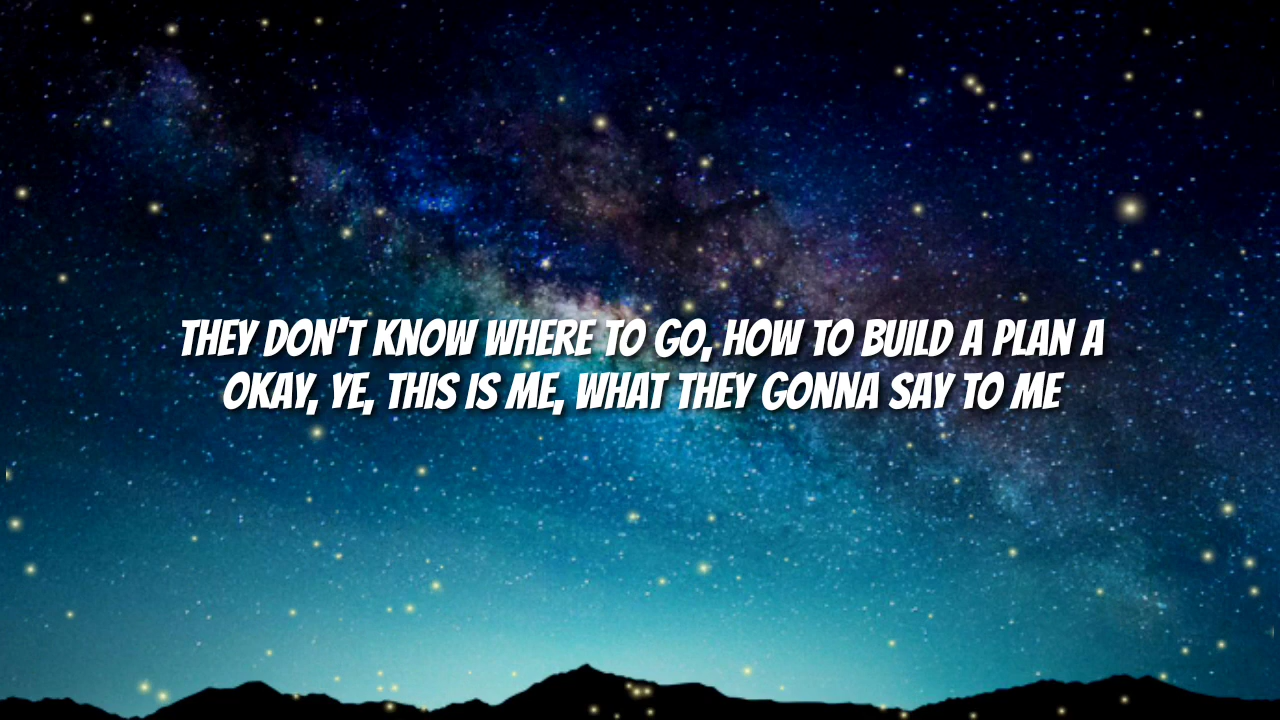 THEY DON'T KNOW WHERE TO GO, HOW TO BUILD A PLAN A
OKAY, YE, THIS IS ME, WHAT THEY GONNA SAY TO ME